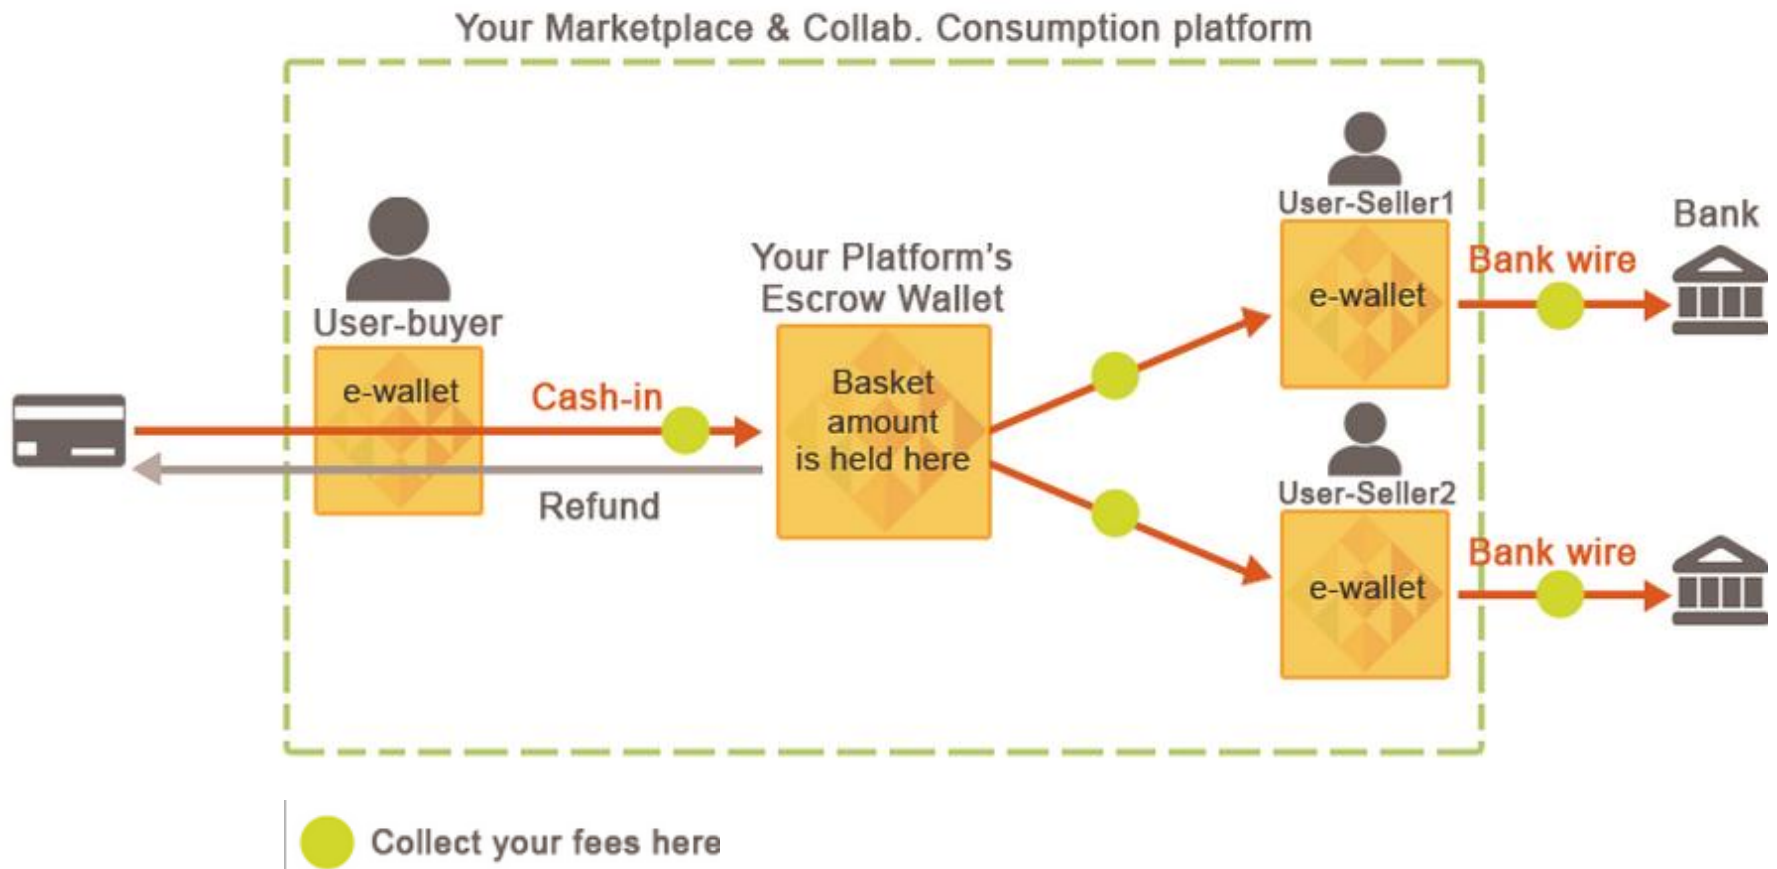 Your Marketplace & Collab. Consumption platform
User-Seller1
Bank
Your Platform's
Escrow Wallet
Bank wire
e-wallet
User-buyer
e-wallet
Cash-in
Basket
amount
is held here
Refund
User-Seller2
Bank wire
e-wallet
Collect your fees here